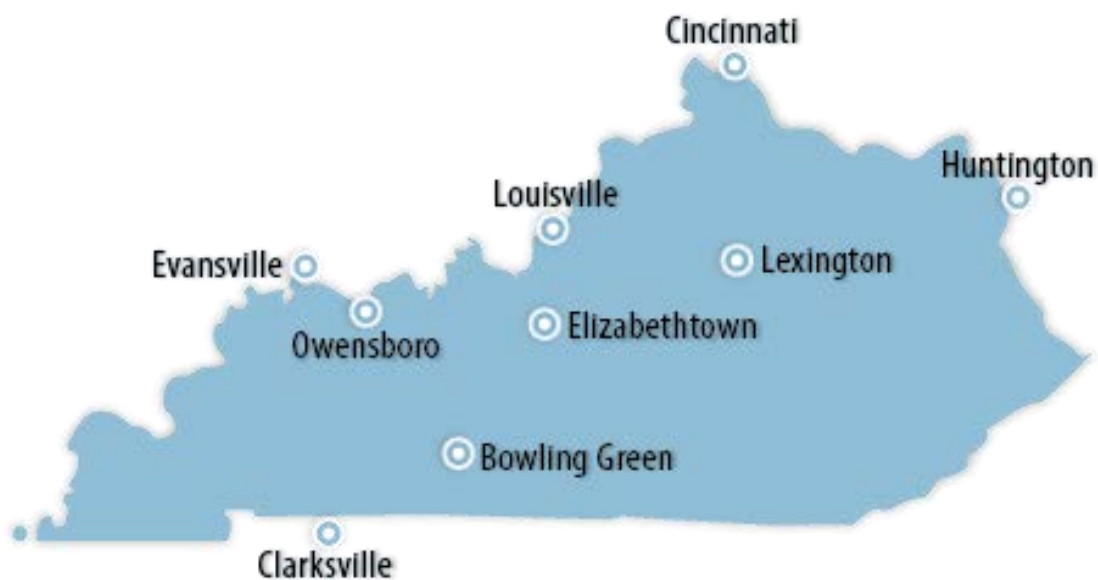 Cincinnati
Huntington
Louisville
Evansville
Lexington
Owensboro
Elizabethtown
Bowling Green
Clarksville